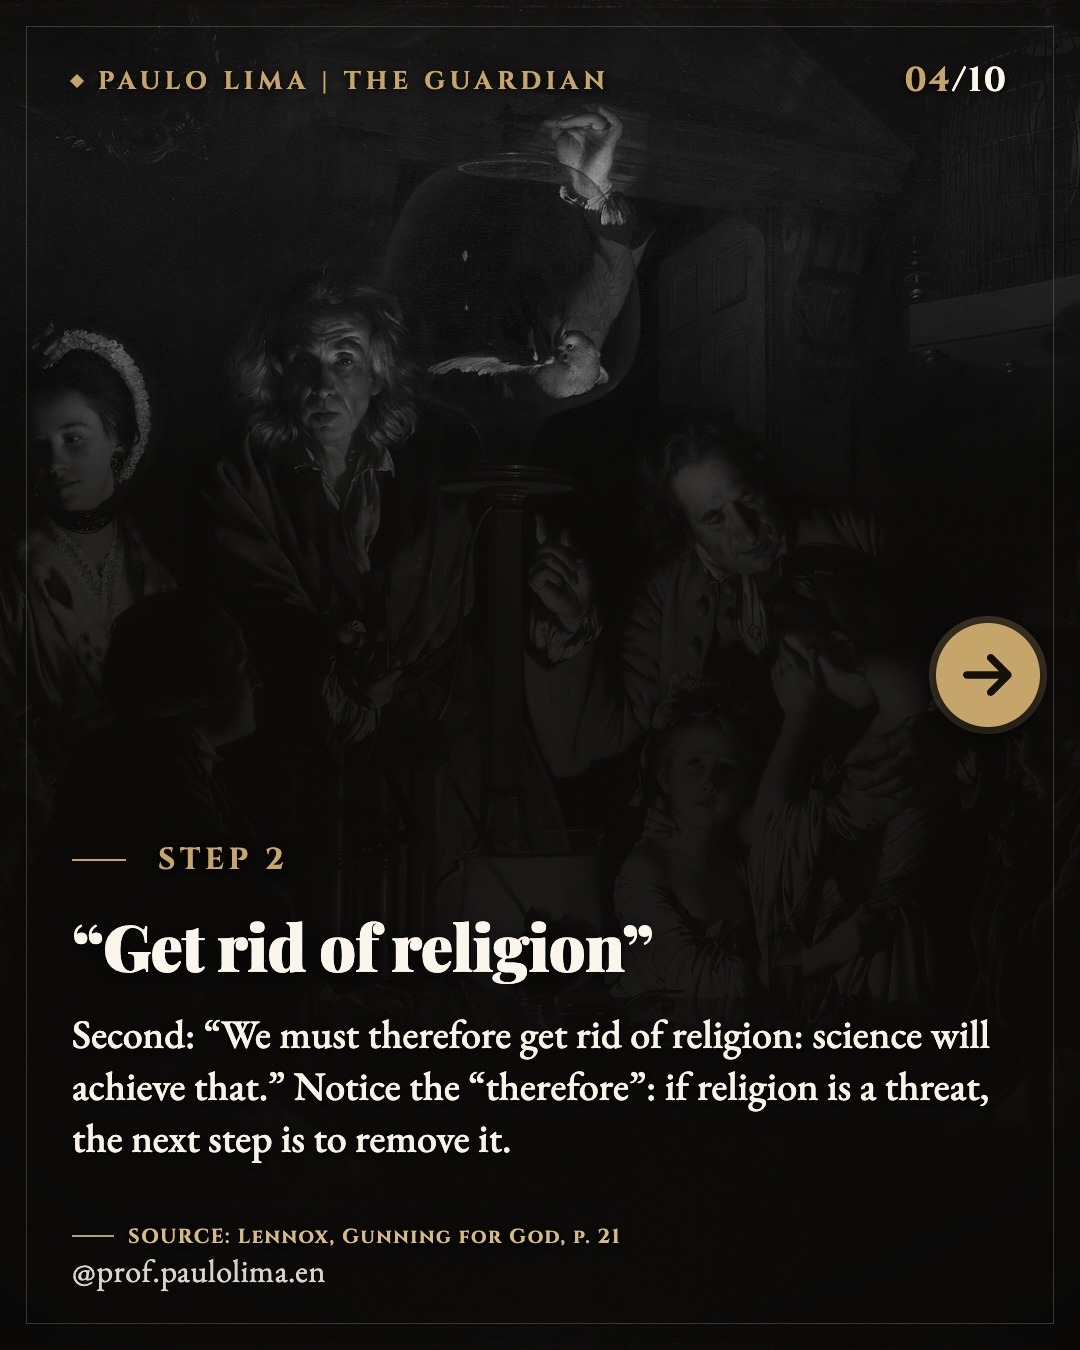 ◆ PAULO LIMA | THE GUARDIAN
04/10
STEP 2
“Get rid of religion”
Second: “We must therefore get rid of religion: science will
achieve that.” Notice the “therefore”: if religion is a threat,
the next step is to remove it.
SOURCE: Lennox, Gunning for God, p. 21
@prof.paulolima.en